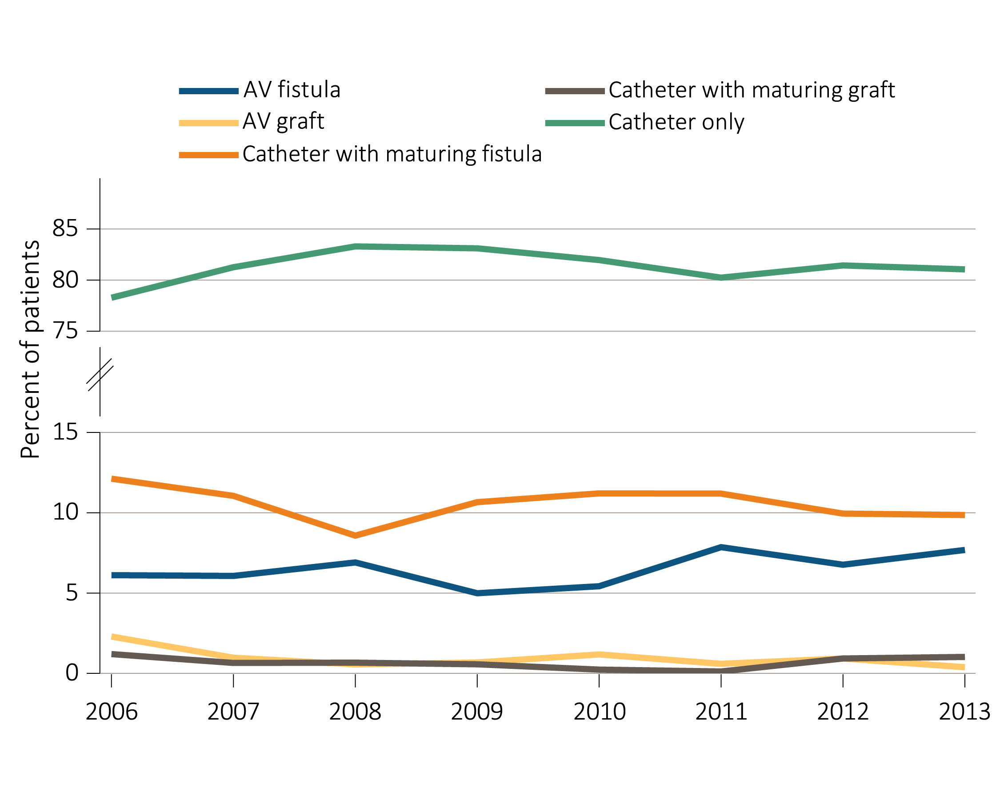 AV fistula
AV graft
Catheter with maturing fistula
Catheter with maturing graft
Catheter only
Percent of patients
85
80
75
15
10
5
0
2006 2007 2008 2009 2010 2011 2012 2013